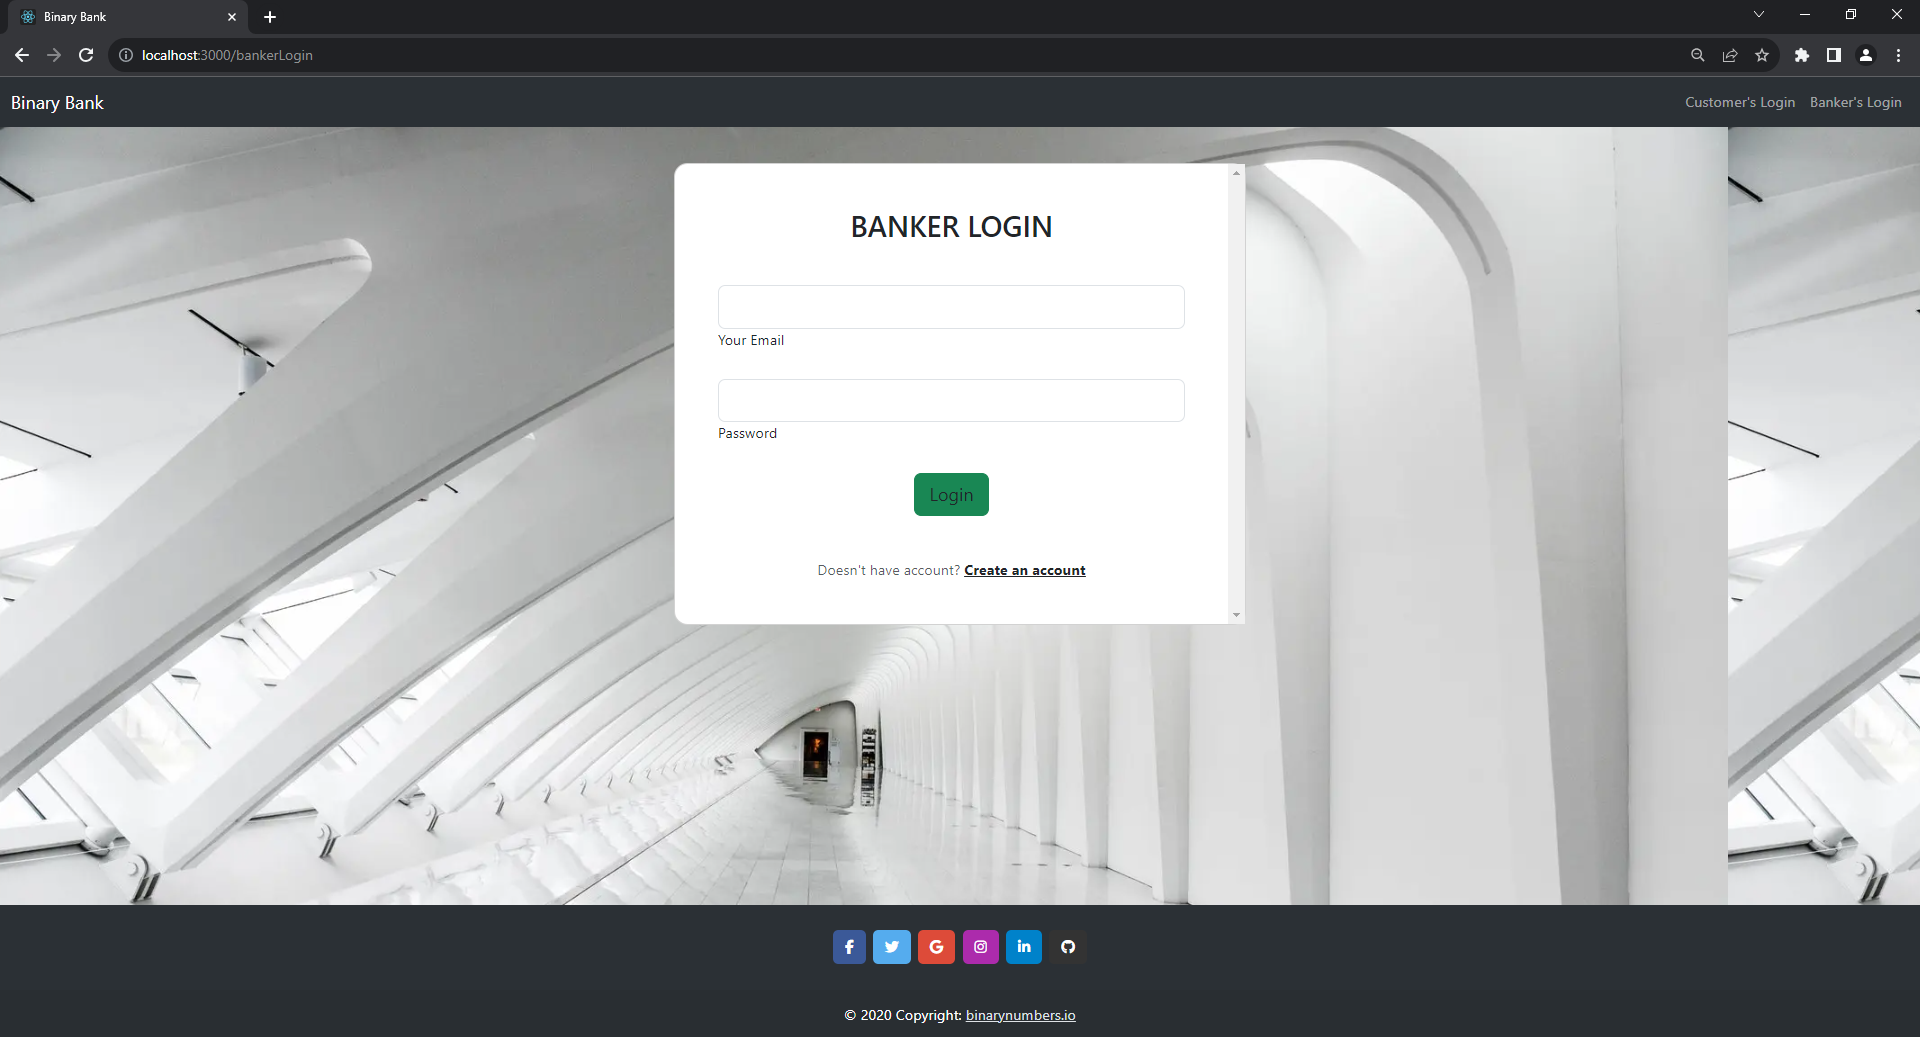 Binary Bank
localhost:3000/bankerLogin
Binary Bank
Customer's Login Banker's Login
BANKER LOGIN
Your Email
Password
Login
Doesn't have account? Create an account
© 2020 Copyright: binarynumbers.io